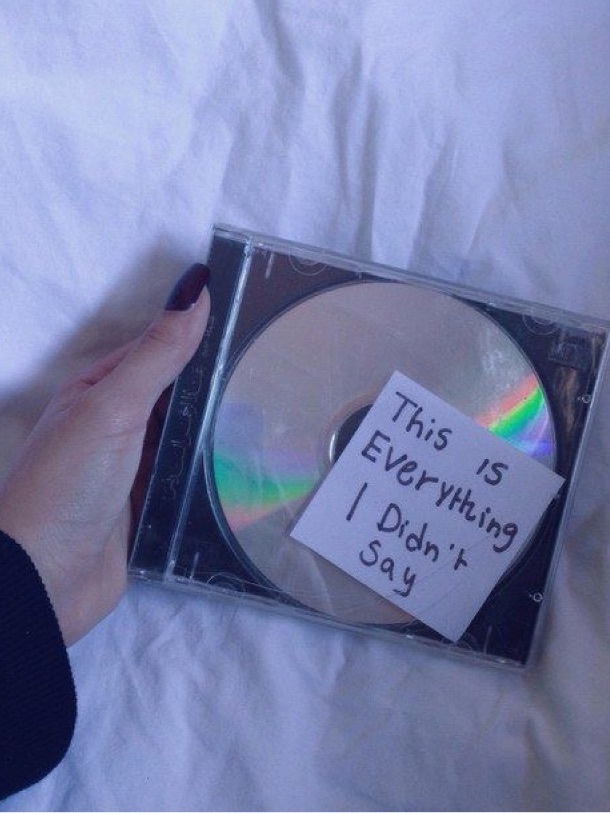 This is
Everything
I Didn't
Say